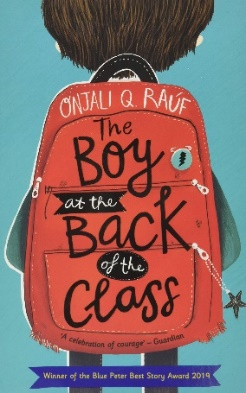 ONJALI Q. RAÚF
The
BOY
at the
BACK
of the
Class
'A celebration of courage' – Guardian
Winner of the Blue Peter Best Story Award 2019